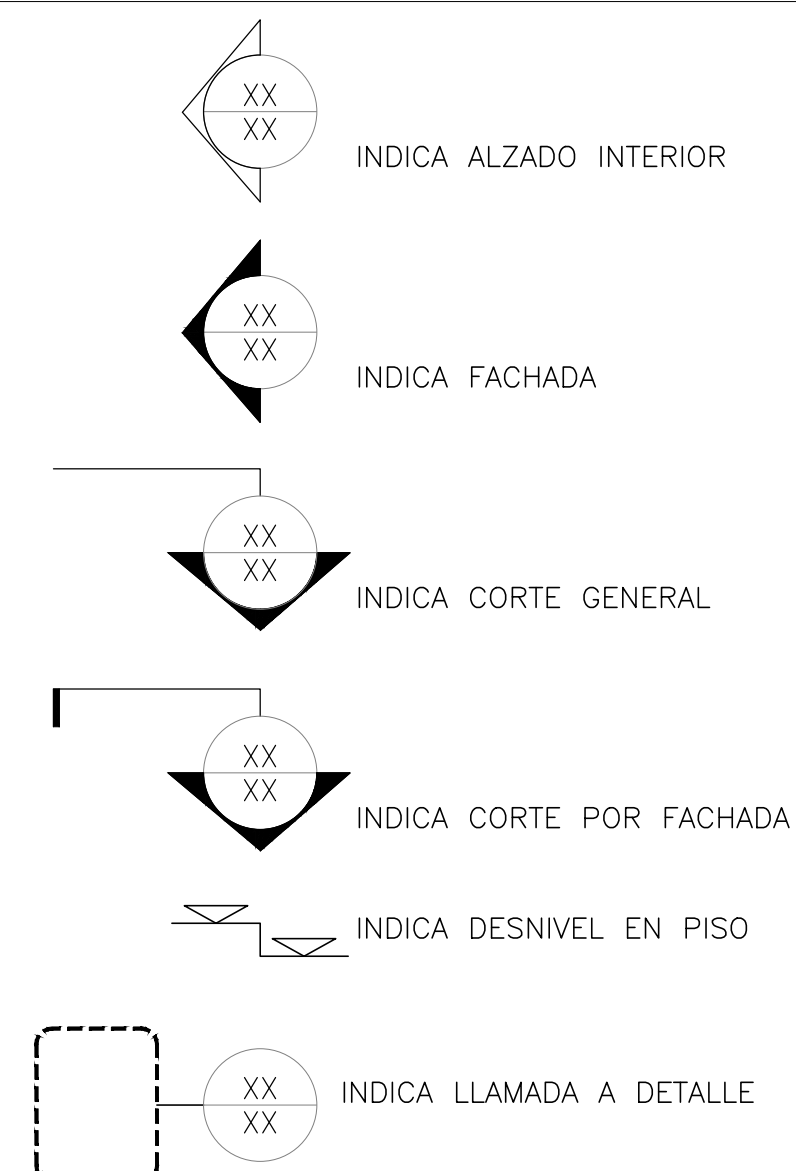 XX
XX
INDICA ALZADO INTERIOR
XX
XX
INDICA FACHADA
XX
XX
INDICA CORTE GENERAL
XX
XX
INDICA CORTE POR FACHADA
INDICA DESNIVEL EN PISO
XX
XX
INDICA LLAMADA A DETALLE